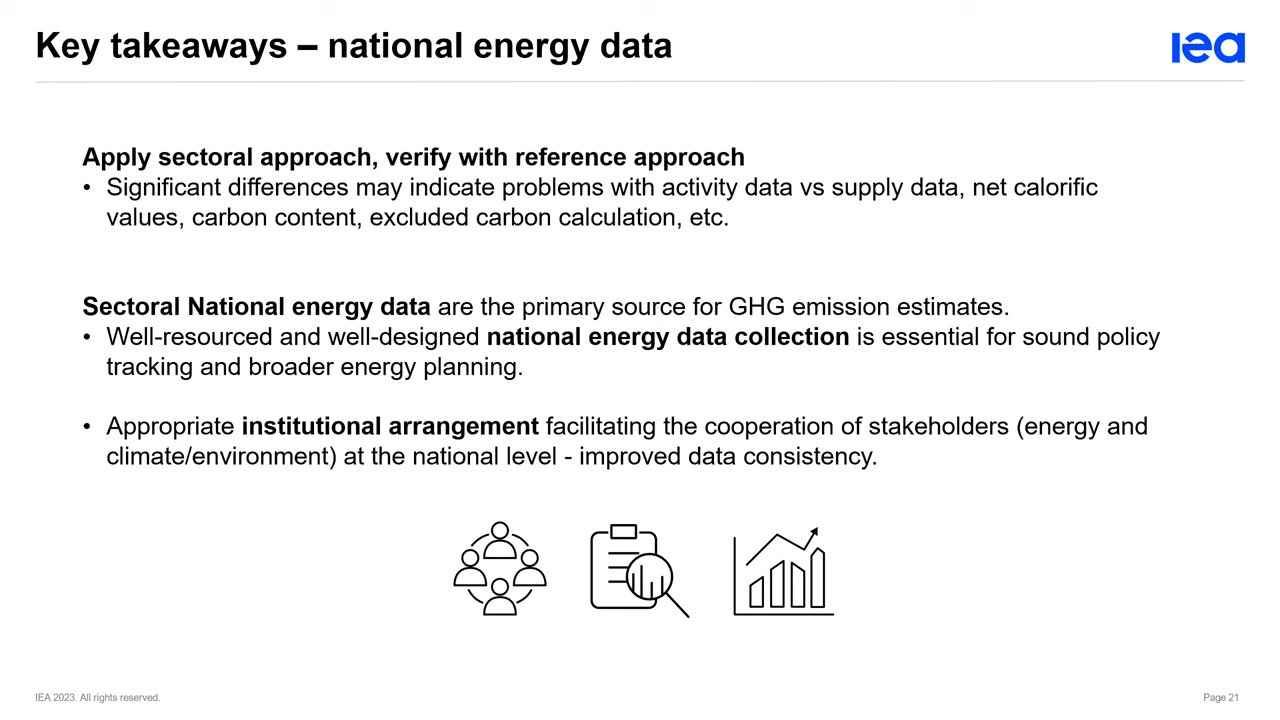 Key takeaways – national energy data
iea
Apply sectoral approach, verify with reference approach
• Significant differences may indicate problems with activity data vs supply data, net calorific
values, carbon content, excluded carbon calculation, etc.
Sectoral National energy data are the primary source for GHG emission estimates.
• Well-resourced and well-designed national energy data collection is essential for sound policy
tracking and broader energy planning.
• Appropriate institutional arrangement facilitating the cooperation of stakeholders (energy and
climate/environment) at the national level - improved data consistency.
IEA 2023. All rights reserved.
Page 21